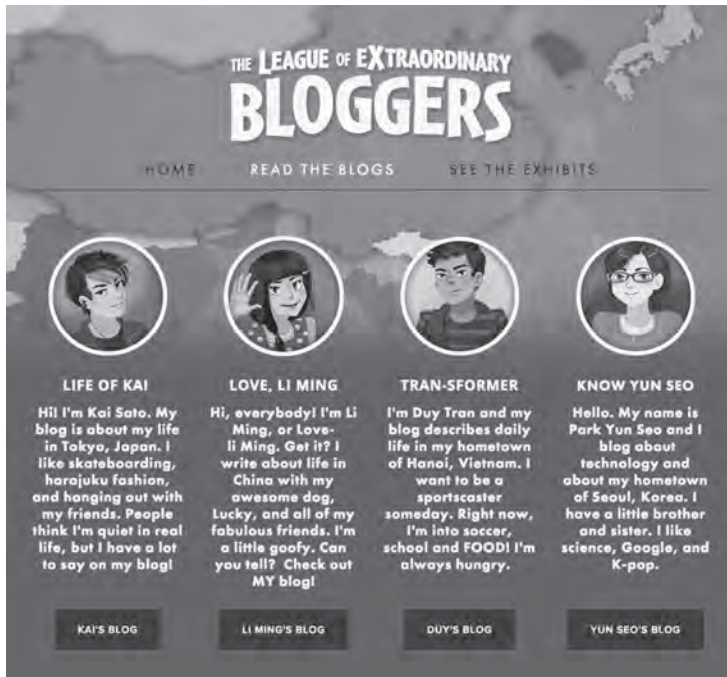 THE LEAGUE OF EXTRAORDINARY
BLOGGERS
HOME READ THE BLOGS SEE THE EXHIBITS
LIFE OF KAI
Hi! I'm Kai Sato. My
blog is about my life
in Tokyo, Japan. I
like skateboarding,
harajuku fashion,
and hanging out with
my friends. People
think I'm quiet in real
life, but I have a lot
to say on my blog!
KAI'S BLOG
LOVE, LI MING
Hi, everybody! I'm Li
Ming, or Love-
li Ming. Get it? I
write about life in
China with my
awesome dog,
Lucky, and all of my
fabulous friends. I'm
a little goofy. Can
you tell? Check out
MY blog!
LI MING'S BLOG
TRAN-SFORMER
I'm Duy Tran and my
blog describes daily
life in my hometown
of Hanoi, Vietnam. I
want to be a
sportscaster
someday. Right now,
I'm into soccer,
school and FOOD! I'm
always hungry.
DUY'S BLOG
KNOW YUN SEO
Hello. My name is
Park Yun Seo and I
blog about
technology and
about my hometown
of Seoul, Korea. I
have a little brother
and sister. I like
science, Google, and
K-pop.
YUN SEO'S BLOG